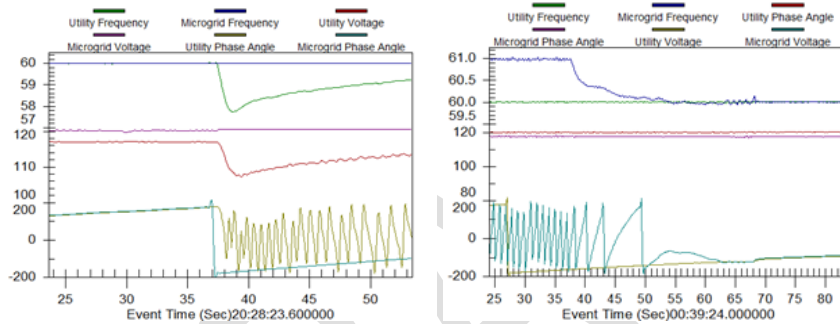 Utility Frequency Microgrid Frequency Utility Voltage
Microgrid Voltage Utility Phase Angle Microgrid Phase Angle
60
59
58
57
120
110
100
200
0
-200
25 30 35 40 45 50
Event Time (Sec)20:28:23.600000
Utility Frequency Microgrid Frequency Utility Phase Angle
Microgrid Phase Angle Utility Voltage Microgrid Voltage
61.0
60.5
60.0
59.5
120
100
80
200
0
-200
25 30 35 40 45 50 55 60 65 70 75 80
Event Time (Sec)00:39:24.000000